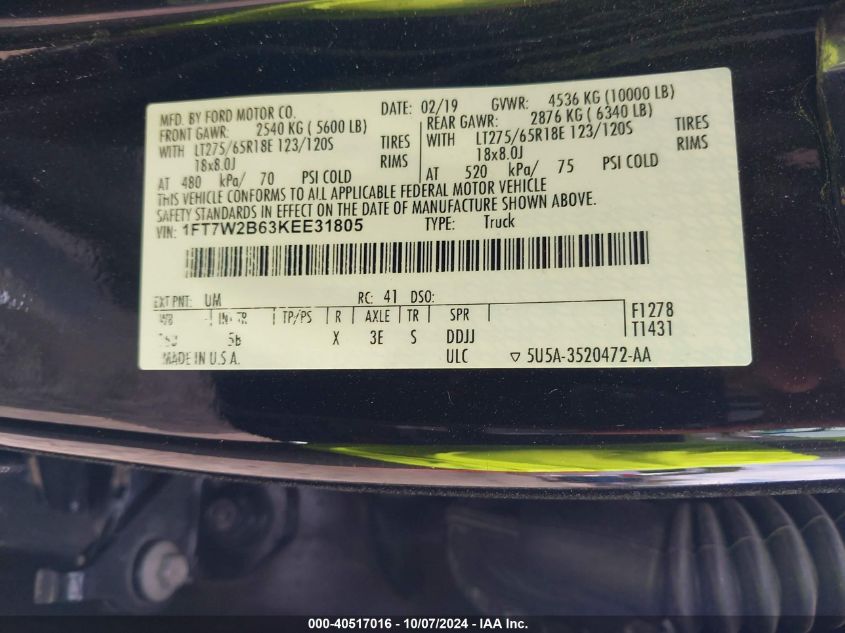 MFD. BY FORD MOTOR CO. DATE: 02/19 GVWR: 4536 KG (10000 LB)
FRONT GAWR: 2540 KG ( 5600 LB) REAR GAWR: 2876 KG ( 6340 LB)
WITH LT275/65R18E 123/120S TIRES WITH LT275/65R18E 123/120S TIRES
18x8.0J RIMS 18x8.0J RIMS
AT 480 kPa/ 70 PSI COLD AT 520 kPa/ 75 PSI COLD
THIS VEHICLE CONFORMS TO ALL APPLICABLE FEDERAL MOTOR VEHICLE
SAFETY STANDARDS IN EFFECT ON THE DATE OF MANUFACTURE SHOWN ABOVE.
VIN: 1FT7W2B63KEE31805 TYPE: Truck
EXT PNT: UM RC: 41 DSO:
WB INT TR TP/PS R AXLE TR SPR F1278
5B X 3E S DDJJ T1431
MADE IN U.S.A. ULC ▽ 5U5A-3520472-AA
000-40517016 - 10/07/2024 - IAA Inc.